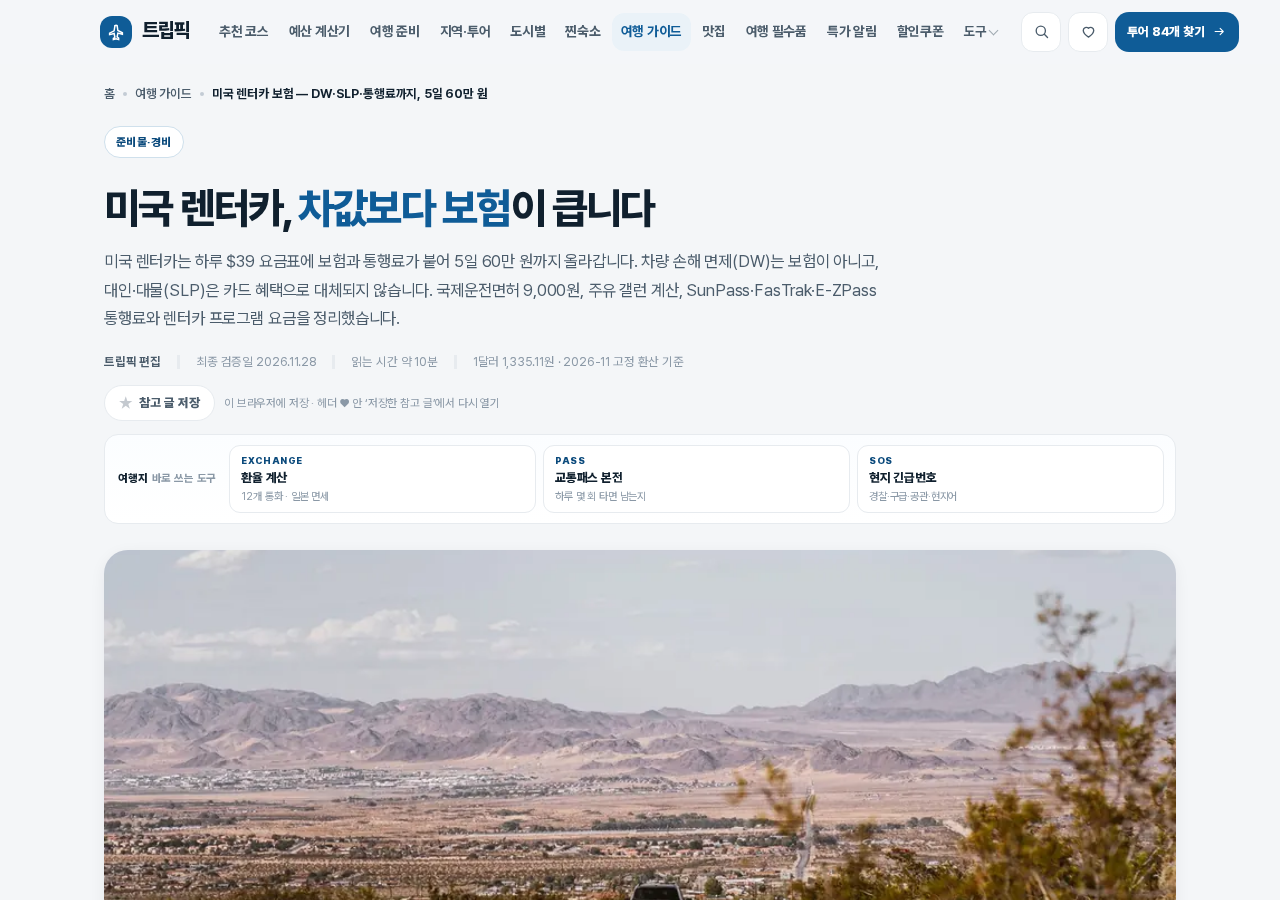 트립픽
추천 코스
예산 계산기
여행 준비
지역·투어
도시별
찐숙소
여행 가이드
맛집
여행 필수품
특가 알림
할인쿠폰
도구
투어 84개 찾기 →
홈 • 여행 가이드 • 미국 렌터카 보험 — DW·SLP·통행료까지, 5일 60만 원
준비물·경비
미국 렌터카, 차값보다 보험이 큽니다
미국 렌터카는 하루 $39 요금표에 보험과 통행료가 붙어 5일 60만 원까지 올라갑니다. 차량 손해 면제(DW)는 보험이 아니고,
대인·대물(SLP)은 카드 혜택으로 대체되지 않습니다. 국제운전면허 9,000원, 주유 갤런 계산, SunPass·FasTrak·E-ZPass
통행료와 렌터카 프로그램 요금을 정리했습니다.
트립픽 편집 | 최종 검증일 2026.11.28 | 읽는 시간 약 10분 | 1달러 1,335.11원 · 2026-11 고정 환산 기준
★ 참고 글 저장
이 브라우저에 저장 · 헤더 ♥ 안 ‘저장한 참고 글’에서 다시 열기
여행지 바로 쓰는 도구
EXCHANGE
환율 계산
12개 통화 · 일본 면세
PASS
교통패스 본전
하루 몇 회 타면 남는지
SOS
현지 긴급번호
경찰·구급·공관·현지어